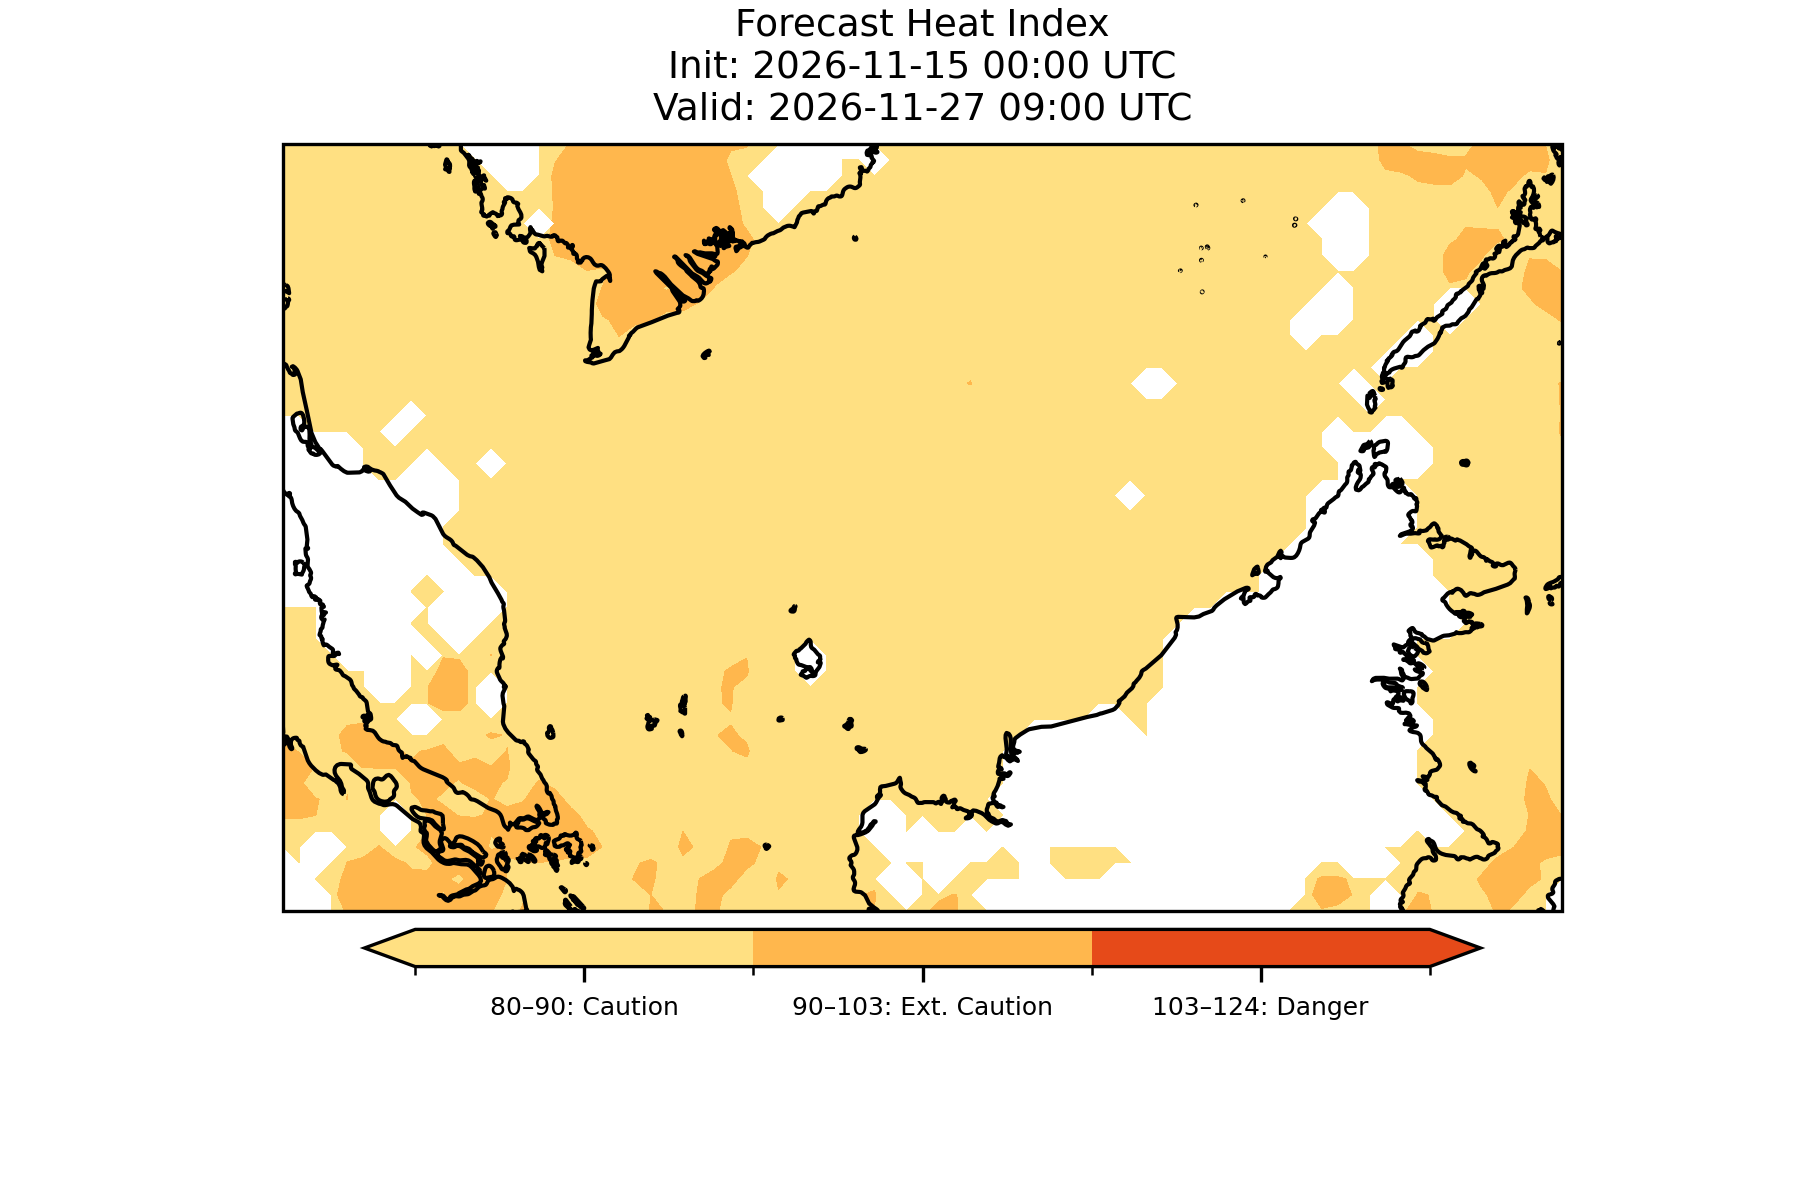 Forecast Heat Index
Init: 2026-11-15 00:00 UTC
Valid: 2026-11-27 09:00 UTC
80–90: Caution
90–103: Ext. Caution
103–124: Danger